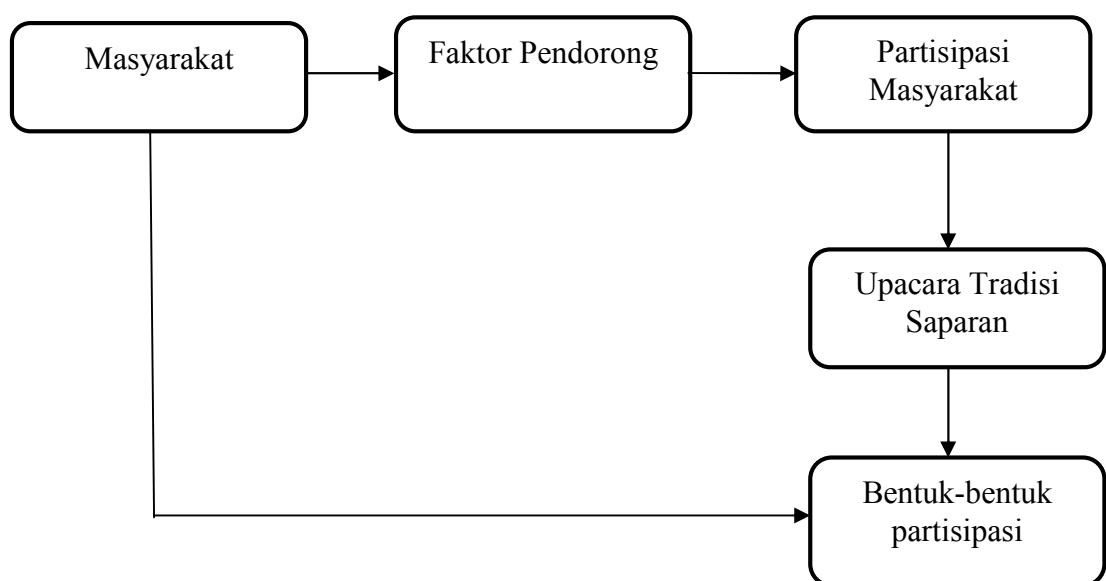 Masyarakat
Faktor Pendorong
Partisipasi
Masyarakat
Upacara Tradisi
Saparan
Bentuk-bentuk
partisipasi